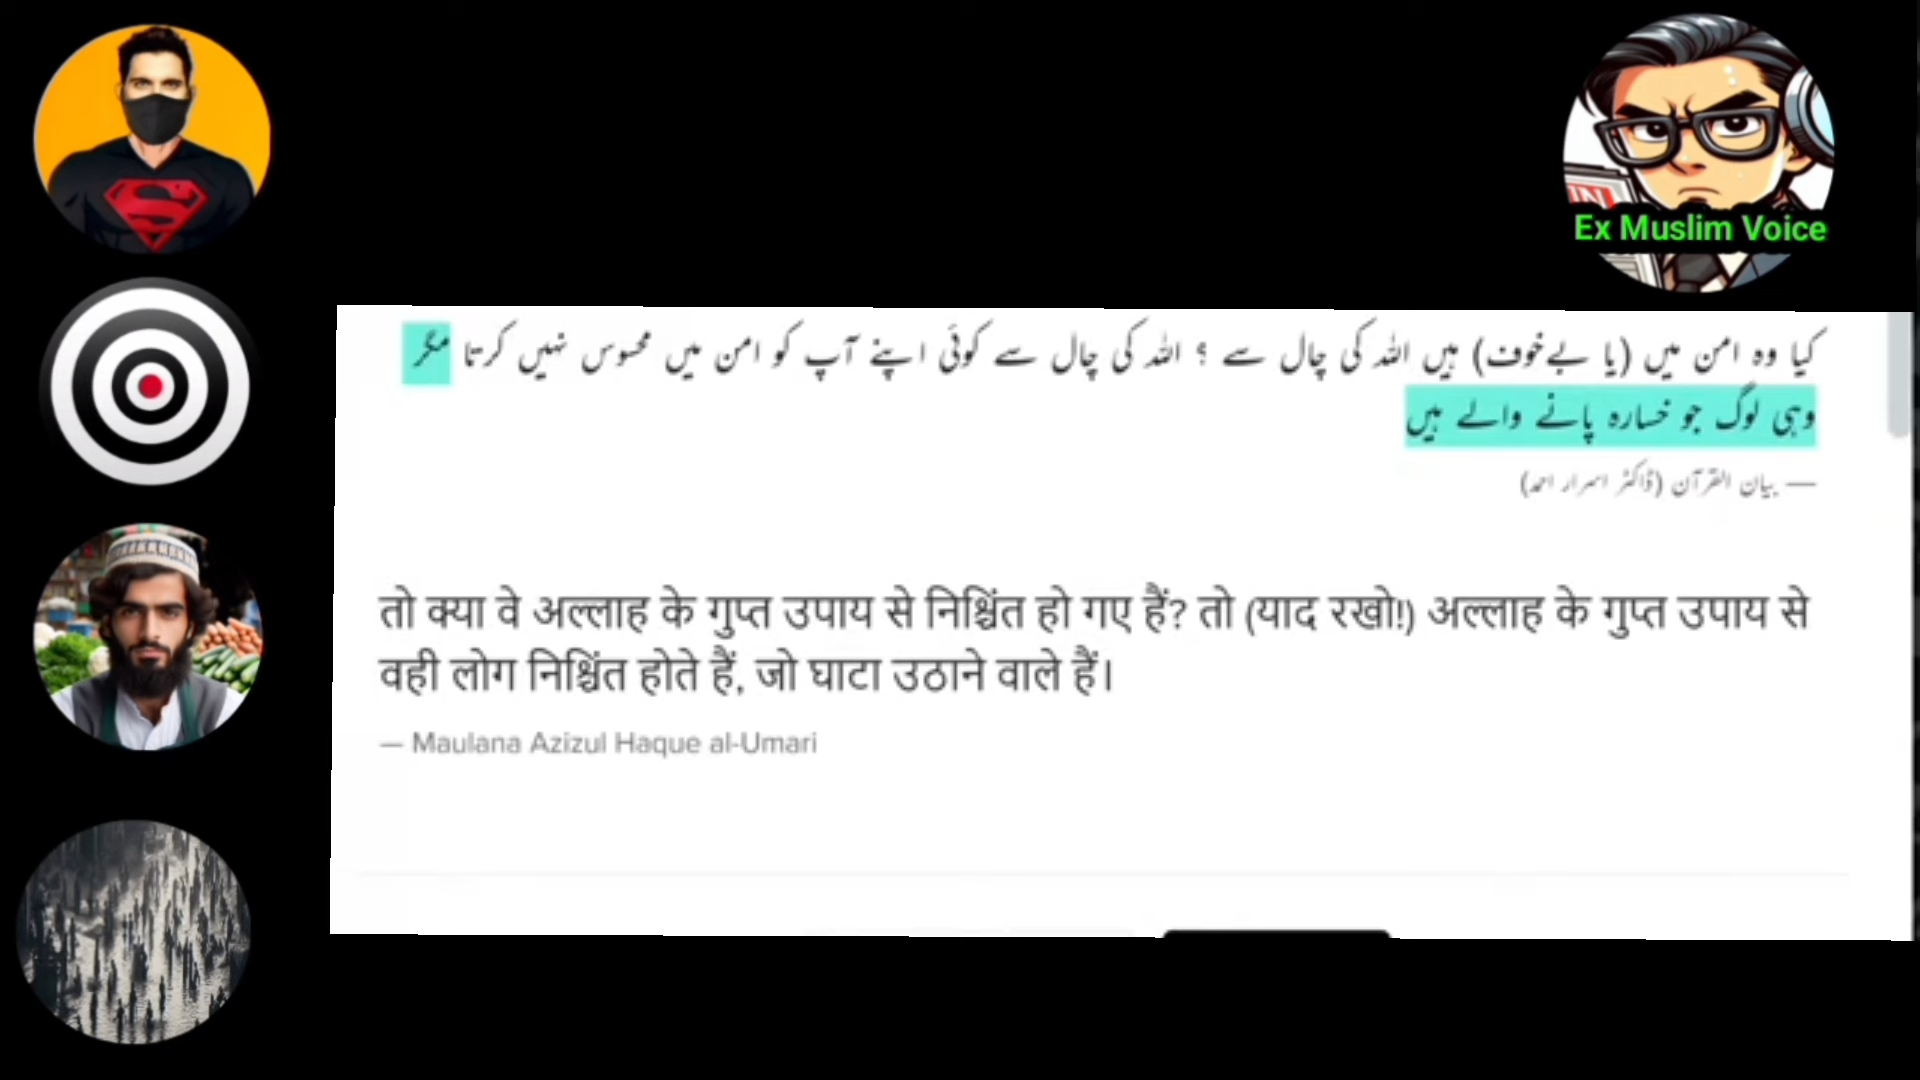 IN
Ex Muslim Voice
کیا وہ امن میں (یا بےخوف) ہیں اللہ کی چال سے ؟ اللہ کی چال سے کوئی اپنے آپ کو امن میں محسوس نہیں کرتا مگر
وہی لوگ جو خسارہ پانے والے ہیں
— بیان القرآن (ڈاکٹر اسرار احمد)
तो क्या वे अल्लाह के गुप्त उपाय से निश्चिंत हो गए हैं? तो (याद रखो!) अल्लाह के गुप्त उपाय से
वही लोग निश्चिंत होते हैं, जो घाटा उठाने वाले हैं।
— Maulana Azizul Haque al-Umari